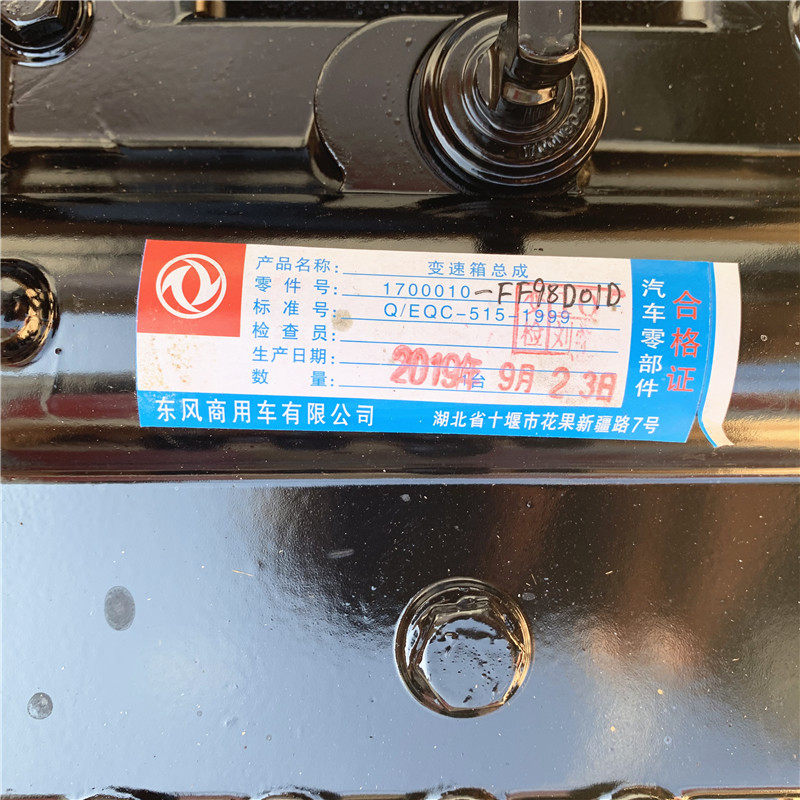 产品名称: 变速箱总成
零件号: 1700010-FF98D01D
标准号: Q/EQC-515-1999
检查员:
生产日期: 2019年9月23日
数量: 1台
东风商用车有限公司 湖北省十堰市花果新疆路7号
汽车零部件
合格证